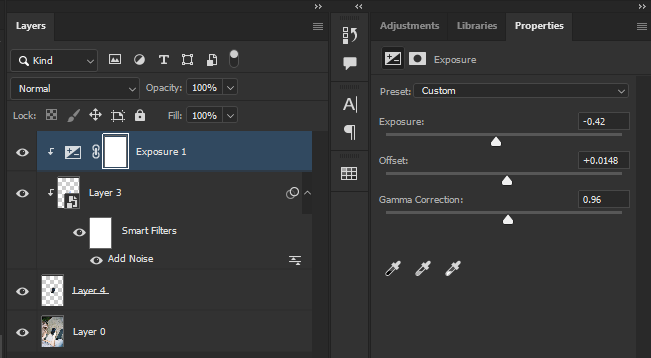 Layers
Kind
Normal
Opacity: 100%
Lock:
Fill: 100%
Exposure 1
Layer 3
Smart Filters
Add Noise
Layer 4
Layer 0
A
Adjustments Libraries Properties
Exposure
Preset: Custom
Exposure: -0.42
Offset: +0.0148
Gamma Correction: 0.96